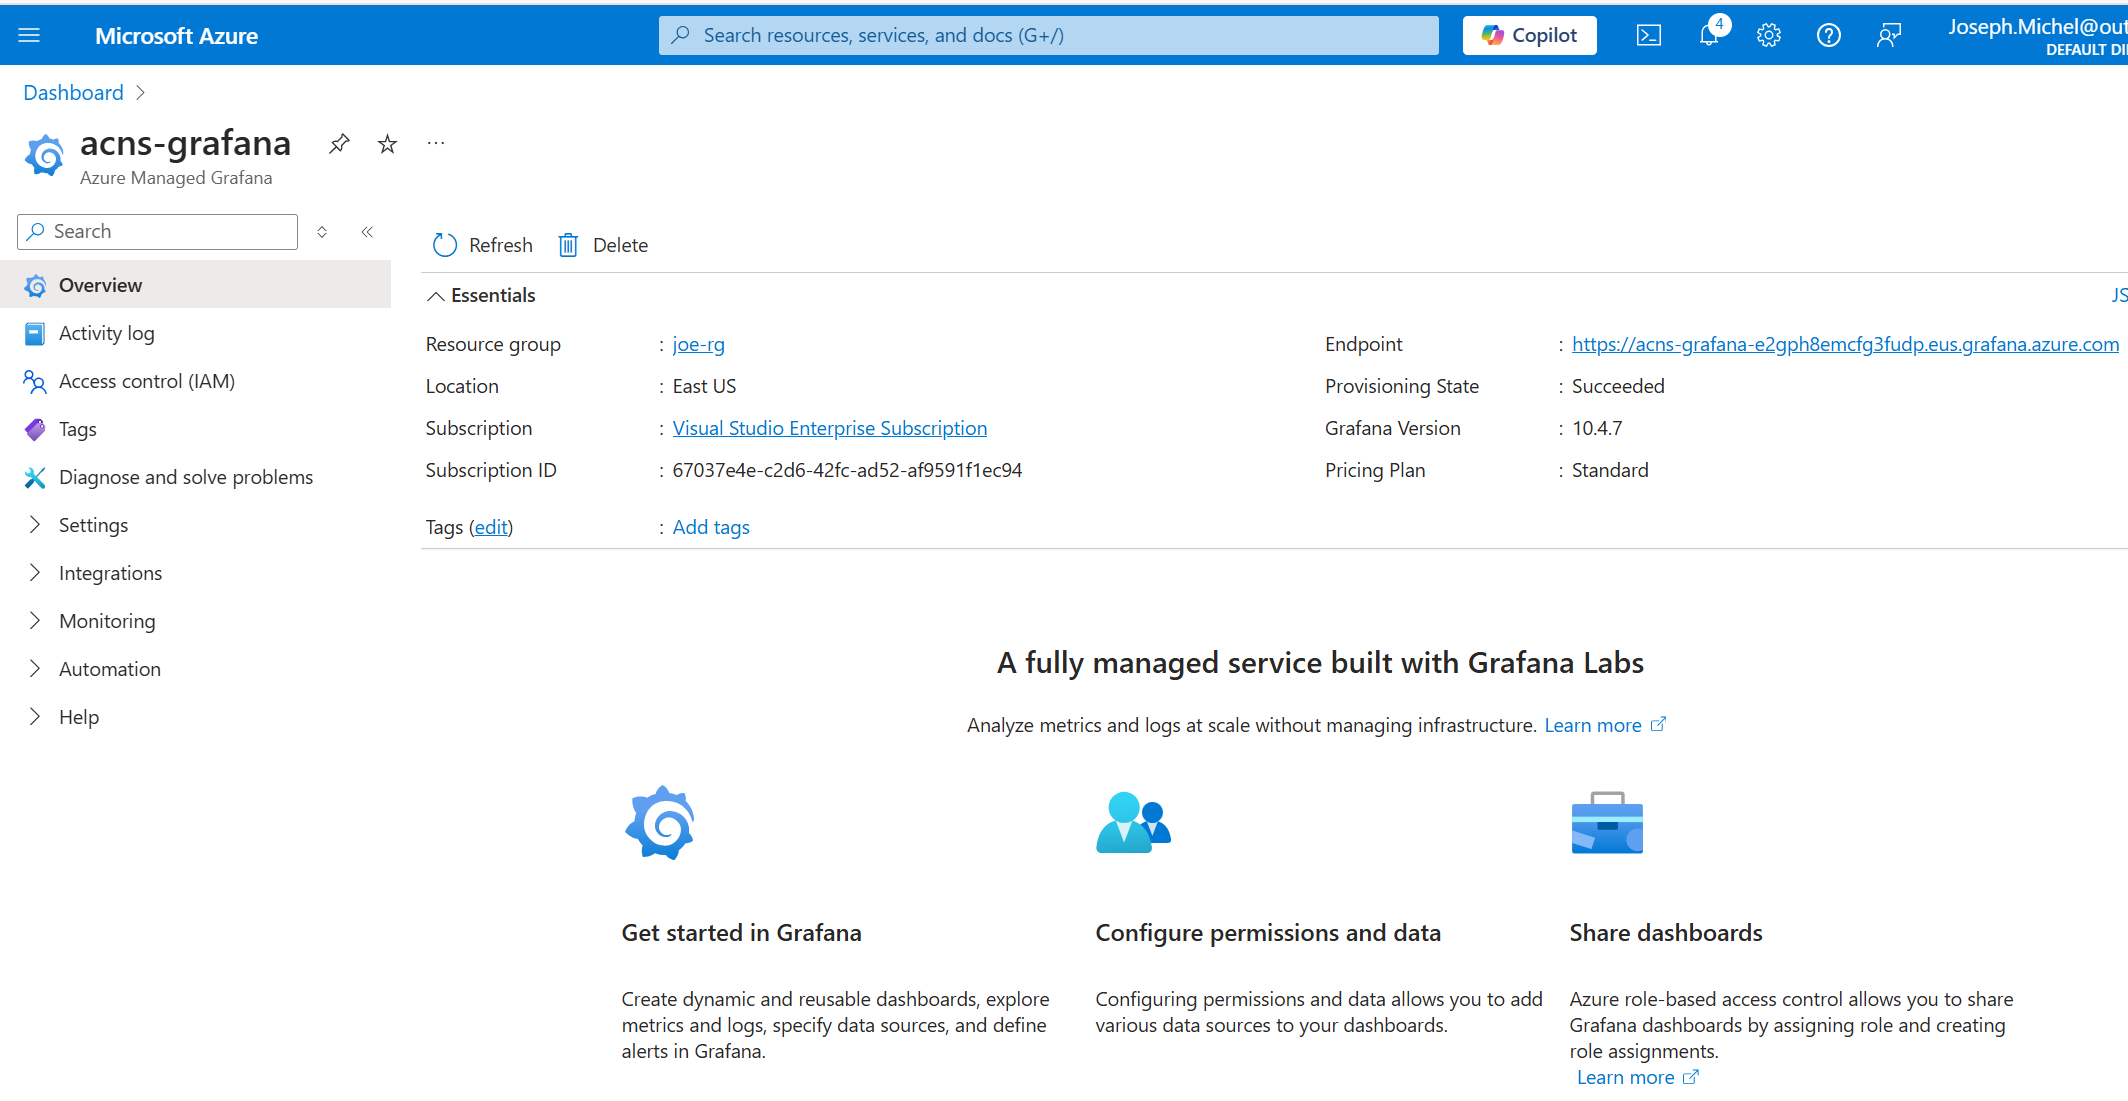 Microsoft Azure
Search resources, services, and docs (G+/)
Copilot
4
Joseph.Michel@out
DEFAULT DI
Dashboard
acns-grafana
Azure Managed Grafana
Search
Overview
Activity log
Access control (IAM)
Tags
Diagnose and solve problems
Settings
Integrations
Monitoring
Automation
Help
Refresh
Delete
Essentials
JS
Resource group : joe-rg
Location : East US
Subscription : Visual Studio Enterprise Subscription
Subscription ID : 67037e4e-c2d6-42fc-ad52-af9591f1ec94
Tags (edit) : Add tags
Endpoint : https://acns-grafana-e2gph8emcfg3fudp.eus.grafana.azure.com
Provisioning State : Succeeded
Grafana Version : 10.4.7
Pricing Plan : Standard
A fully managed service built with Grafana Labs
Analyze metrics and logs at scale without managing infrastructure. Learn more
Get started in Grafana
Create dynamic and reusable dashboards, explore
metrics and logs, specify data sources, and define
alerts in Grafana.
Configure permissions and data
Configuring permissions and data allows you to add
various data sources to your dashboards.
Share dashboards
Azure role-based access control allows you to share
Grafana dashboards by assigning role and creating
role assignments.
Learn more